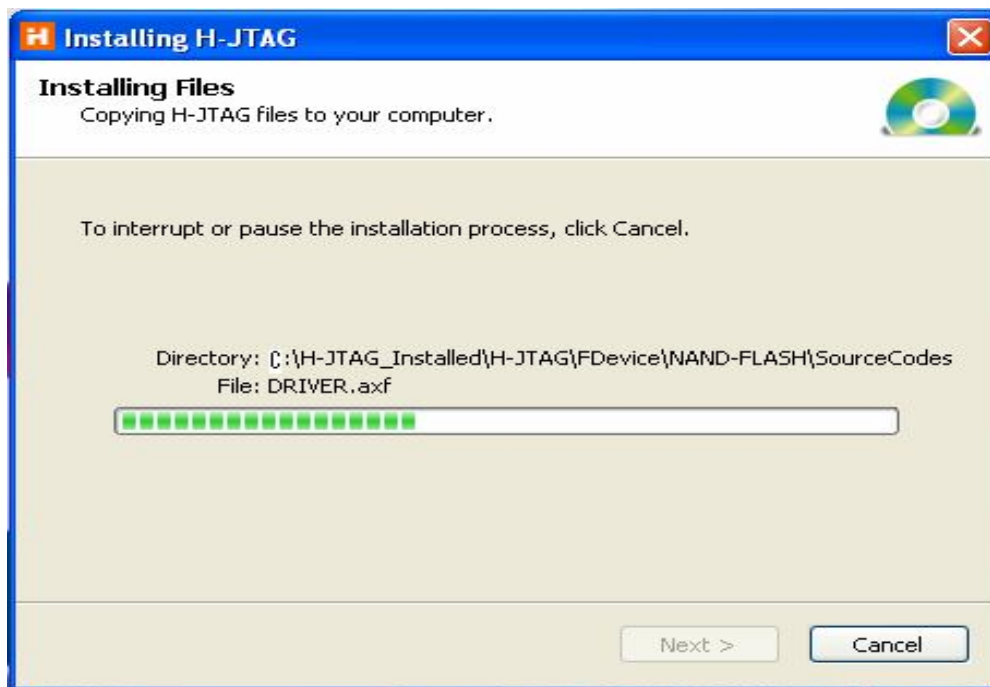 H Installing H-JTAG
Installing Files
Copying H-JTAG files to your computer.
To interrupt or pause the installation process, click Cancel.
Directory: C:\H-JTAG_Installed\H-JTAG\FDevice\NAND-FLASH\SourceCodes
File: DRIVER.axf
Next > Cancel